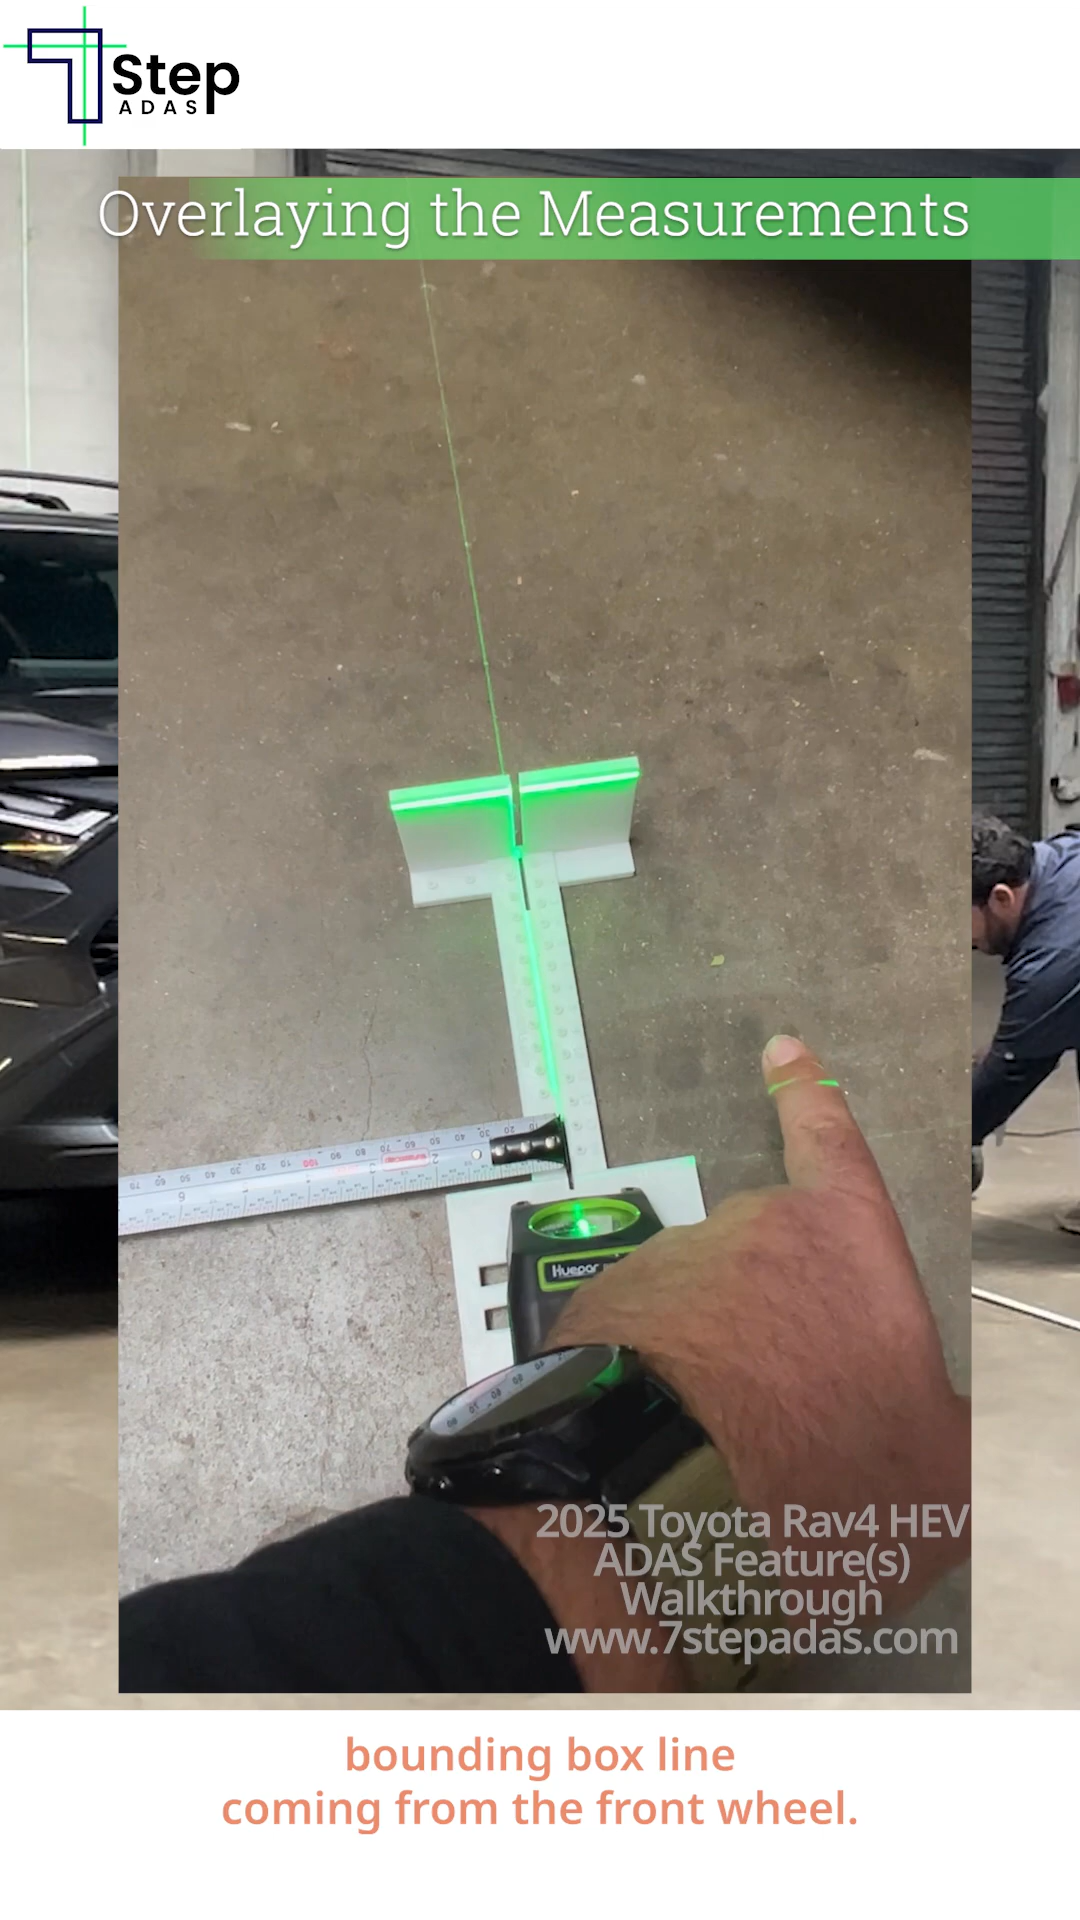 Step
ADAS
Overlaying the Measurements
Huepar
2025 Toyota Rav4 HEV
ADAS Feature(s)
Walkthrough
www.7stepadas.com
bounding box line
coming from the front wheel.